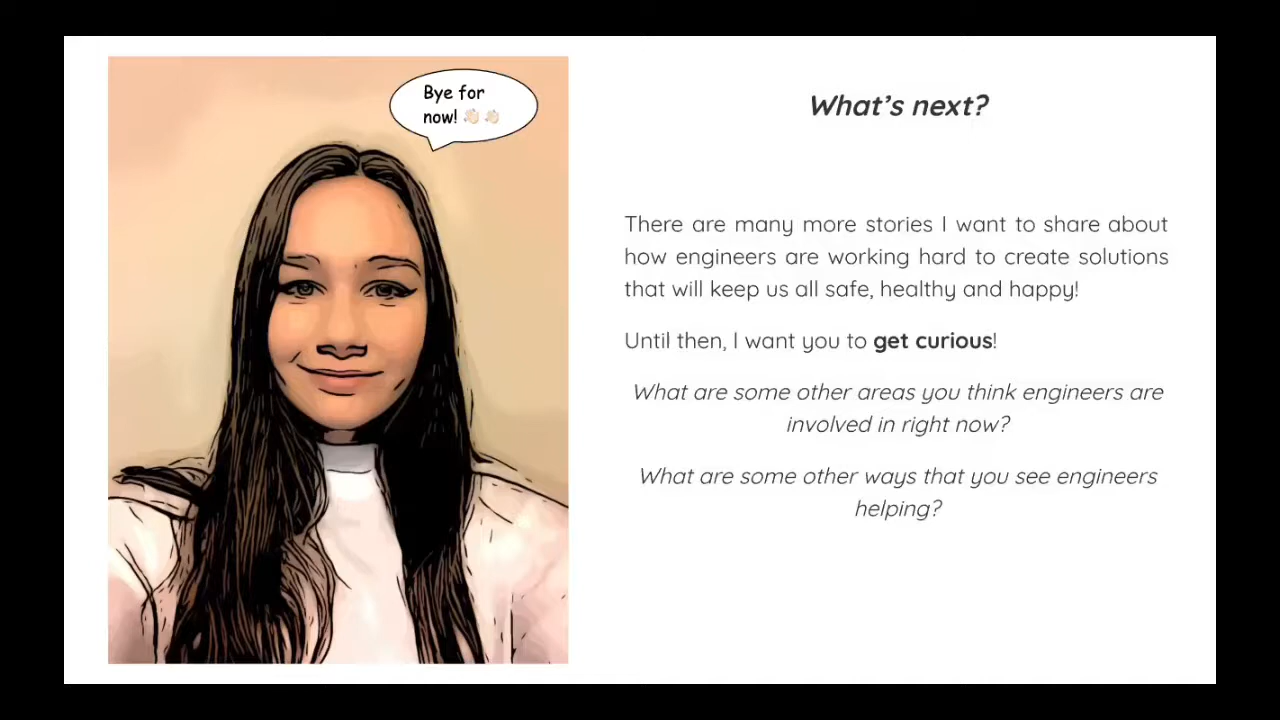 Bye for
now! 👋🏻👋🏻
What's next?
There are many more stories I want to share about
how engineers are working hard to create solutions
that will keep us all safe, healthy and happy!
Until then, I want you to get curious!
What are some other areas you think engineers are
involved in right now?
What are some other ways that you see engineers
helping?